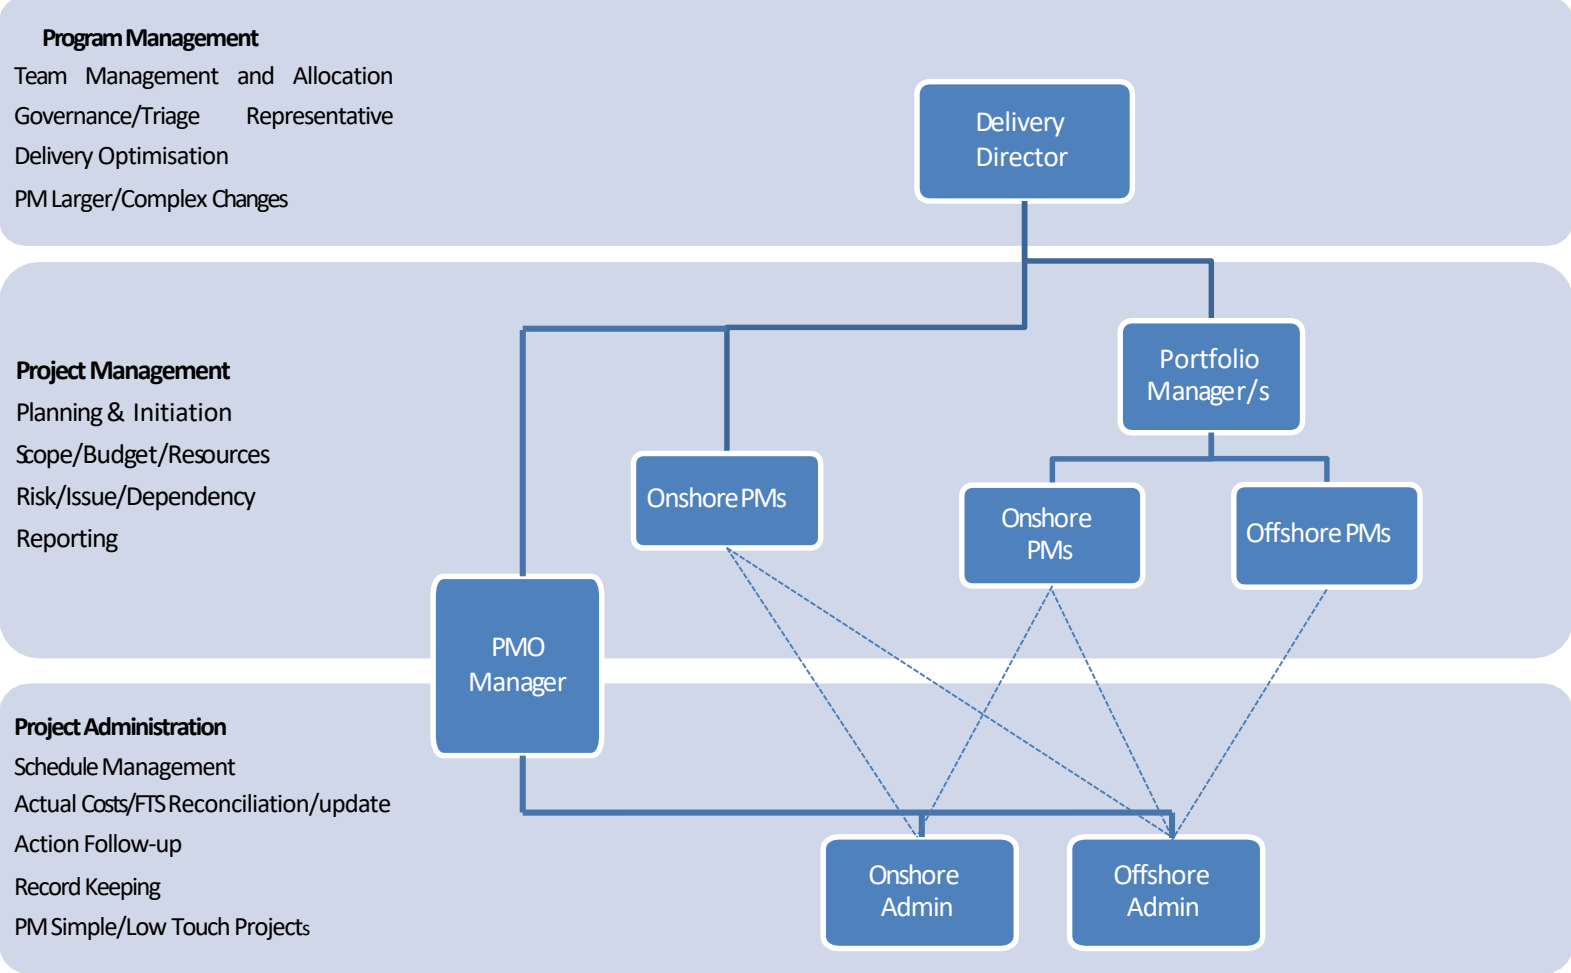 Program Management
Team Management and Allocation
Governance/Triage Representative
Delivery Optimisation
PM Larger/Complex Changes
Delivery
Director
Project Management
Planning & Initiation
Scope/Budget/Resources
Risk/Issue/Dependency
Reporting
Portfolio
Manager/s
Onshore PMs
Onshore
PMs
Offshore PMs
PMO
Manager
Project Administration
Schedule Management
Actual Costs/FTS Reconciliation/update
Action Follow-up
Record Keeping
PM Simple/Low Touch Projects
Onshore
Admin
Offshore
Admin